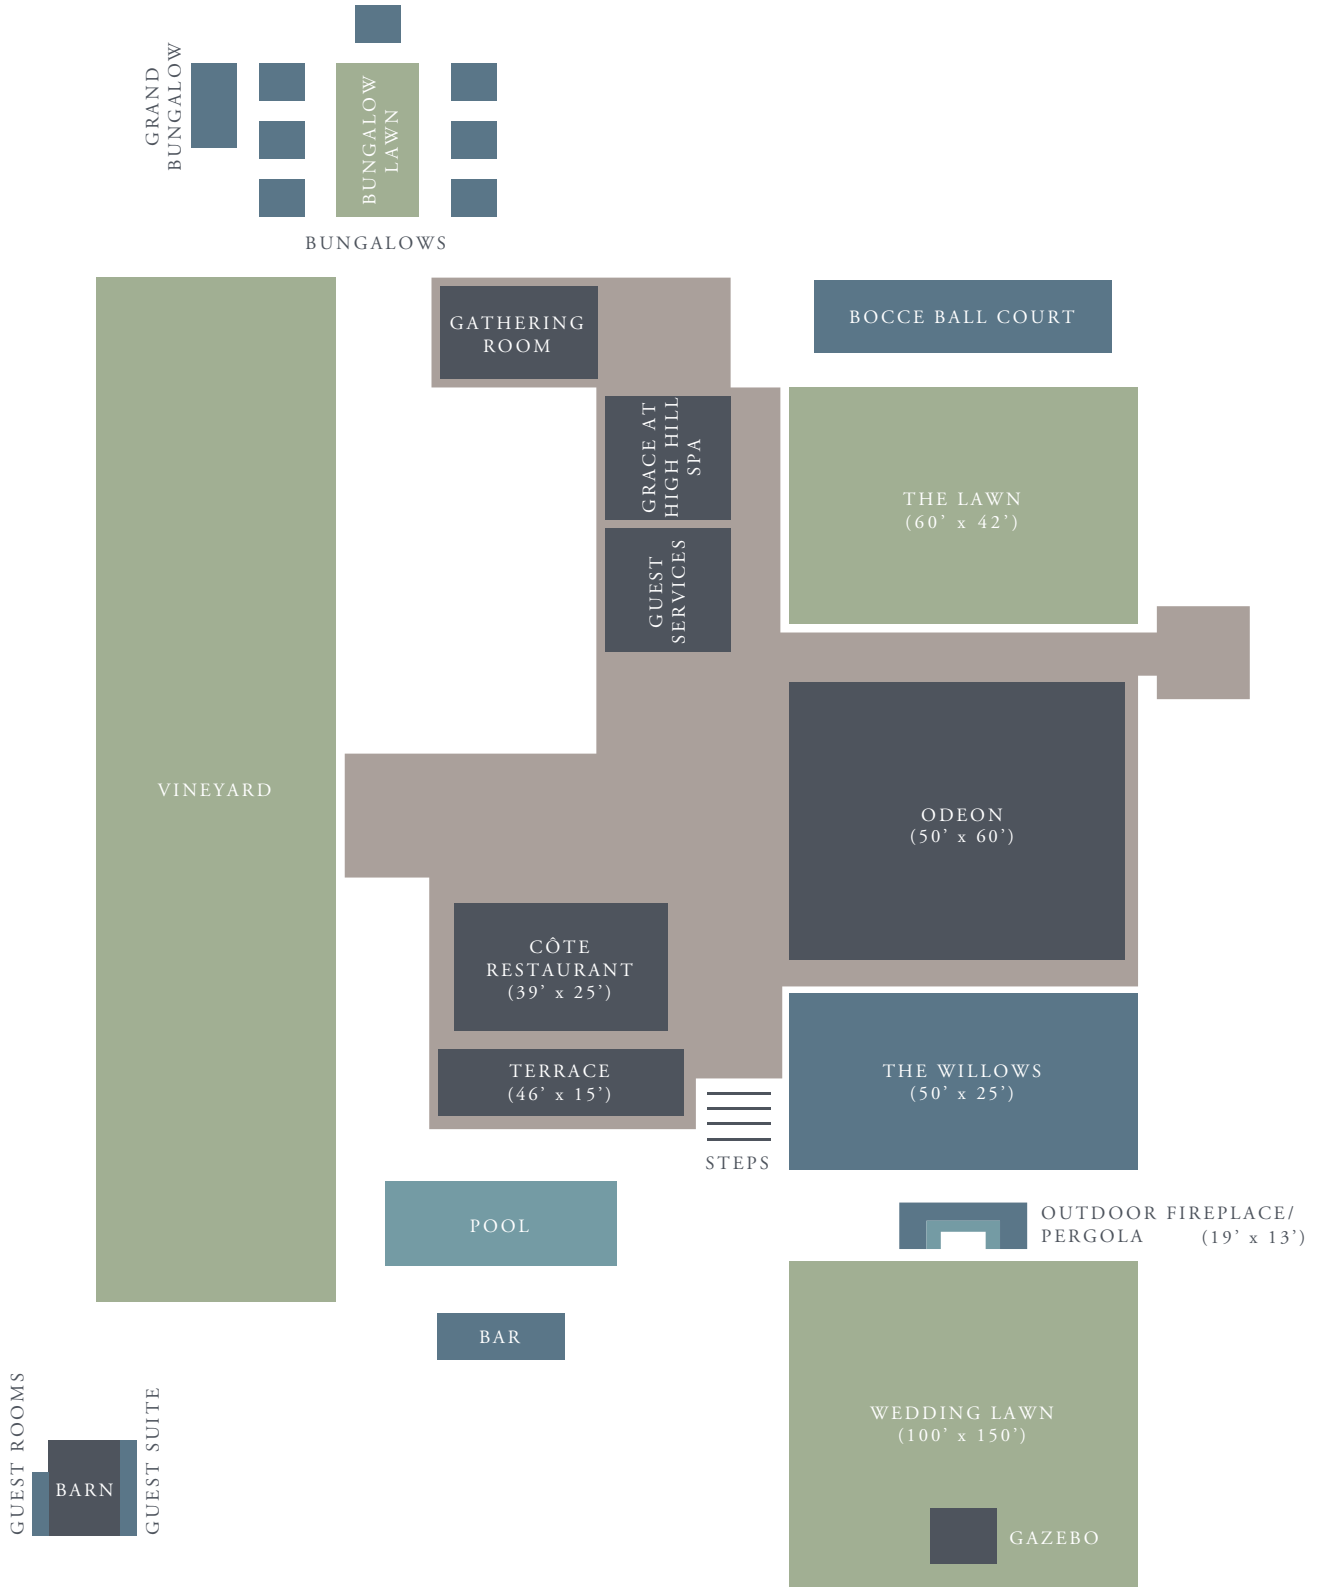 GRAND
BUNGALOW
BUNGALOW
LAWN
BUNGALOWS
GATHERING
ROOM
BOCCE BALL COURT
GRACE AT
HIGH HILL
SPA
THE LAWN
(60’ x 42’)
GUEST
SERVICES
VINEYARD
ODEON
(50’ x 60’)
CÔTE
RESTAURANT
(39’ x 25’)
TERRACE
(46’ x 15’)
THE WILLOWS
(50’ x 25’)
STEPS
POOL
OUTDOOR FIREPLACE/
PERGOLA (19’ x 13’)
BAR
WEDDING LAWN
(100’ x 150’)
GUEST ROOMS
BARN
GUEST SUITE
GAZEBO